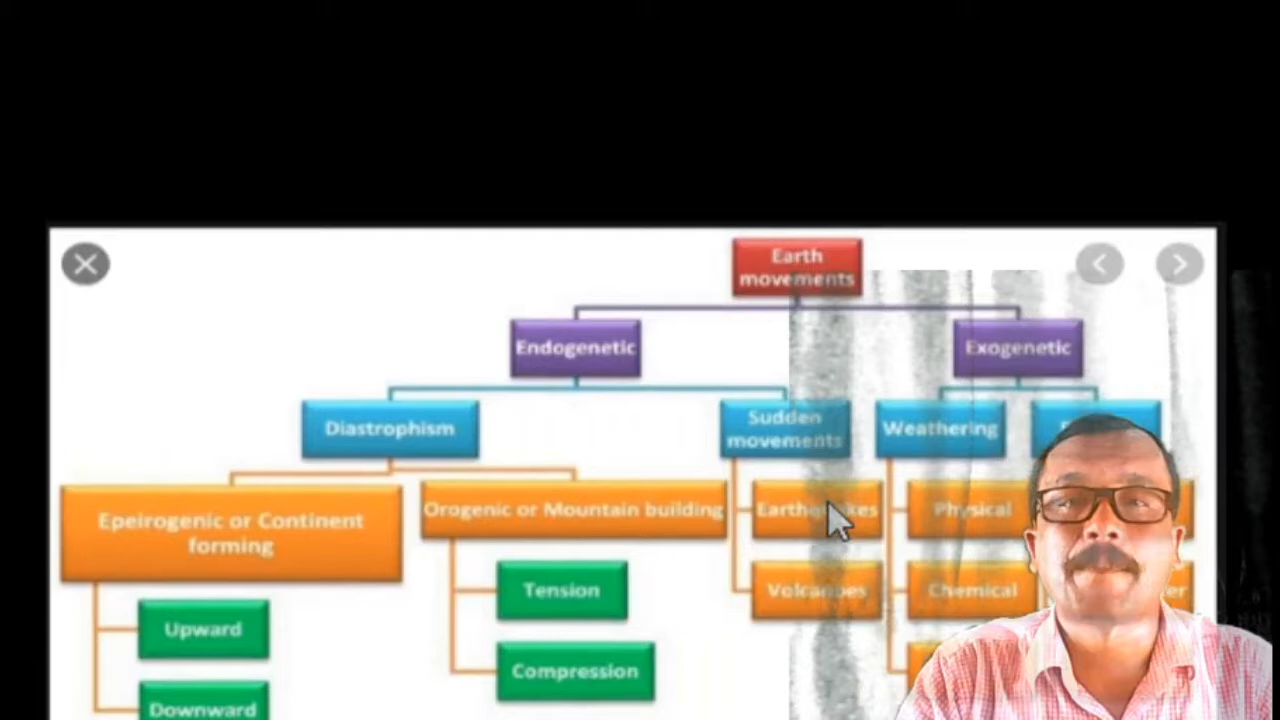 Earth
movements
Endogenetic
Exogenetic
Diastrophism
Sudden
movements
Weathering
Epeirogenic or Continent
forming
Orogenic or Mountain building
Earthquakes
Physical
Tension
Volcanoes
Chemical
Upward
Compression
Downward